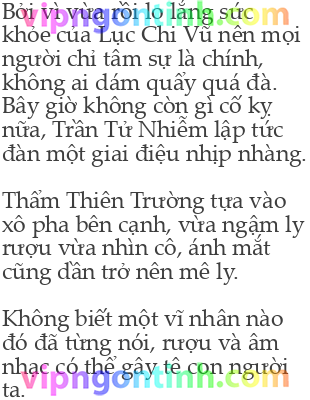 vipngontinh.com
Bởi vì vừa rồi lo lắng sức
khỏe của Lục Chi Vũ nên mọi
người chỉ tâm sự là chính,
không ai dám quẩy quá đà.
Bây giờ không còn gì cố kỵ
nữa, Trần Tử Nhiễm lập tức
đàn một giai điệu nhịp nhàng.
Thẩm Thiên Trường tựa vào
xô pha bên cạnh, vừa ngậm ly
rượu vừa nhìn cô, ánh mắt
cũng dần trở nên mê ly.
Không biết một vĩ nhân nào
đó đã từng nói, rượu và âm
nhạc có thể gây tê con người
ta.
vipngontinh.com